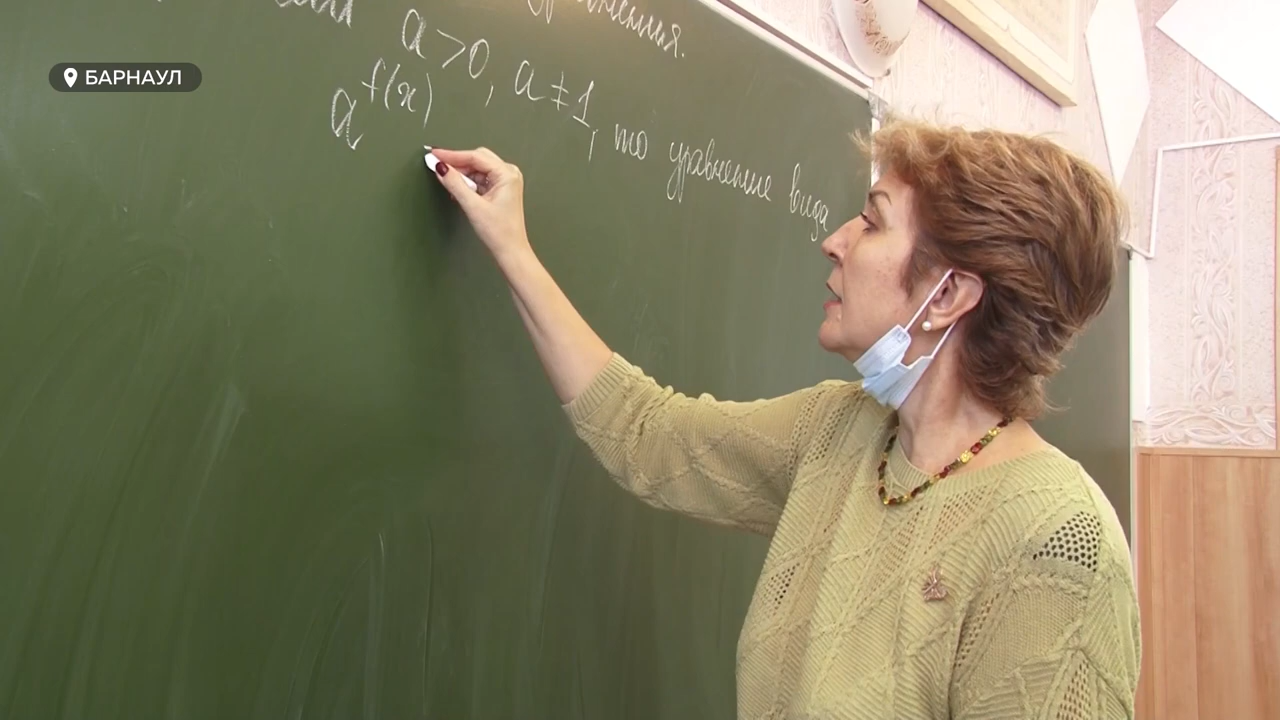 БАРНАУЛ
a>0, a≠1, то уравнение вида
a^f(x)